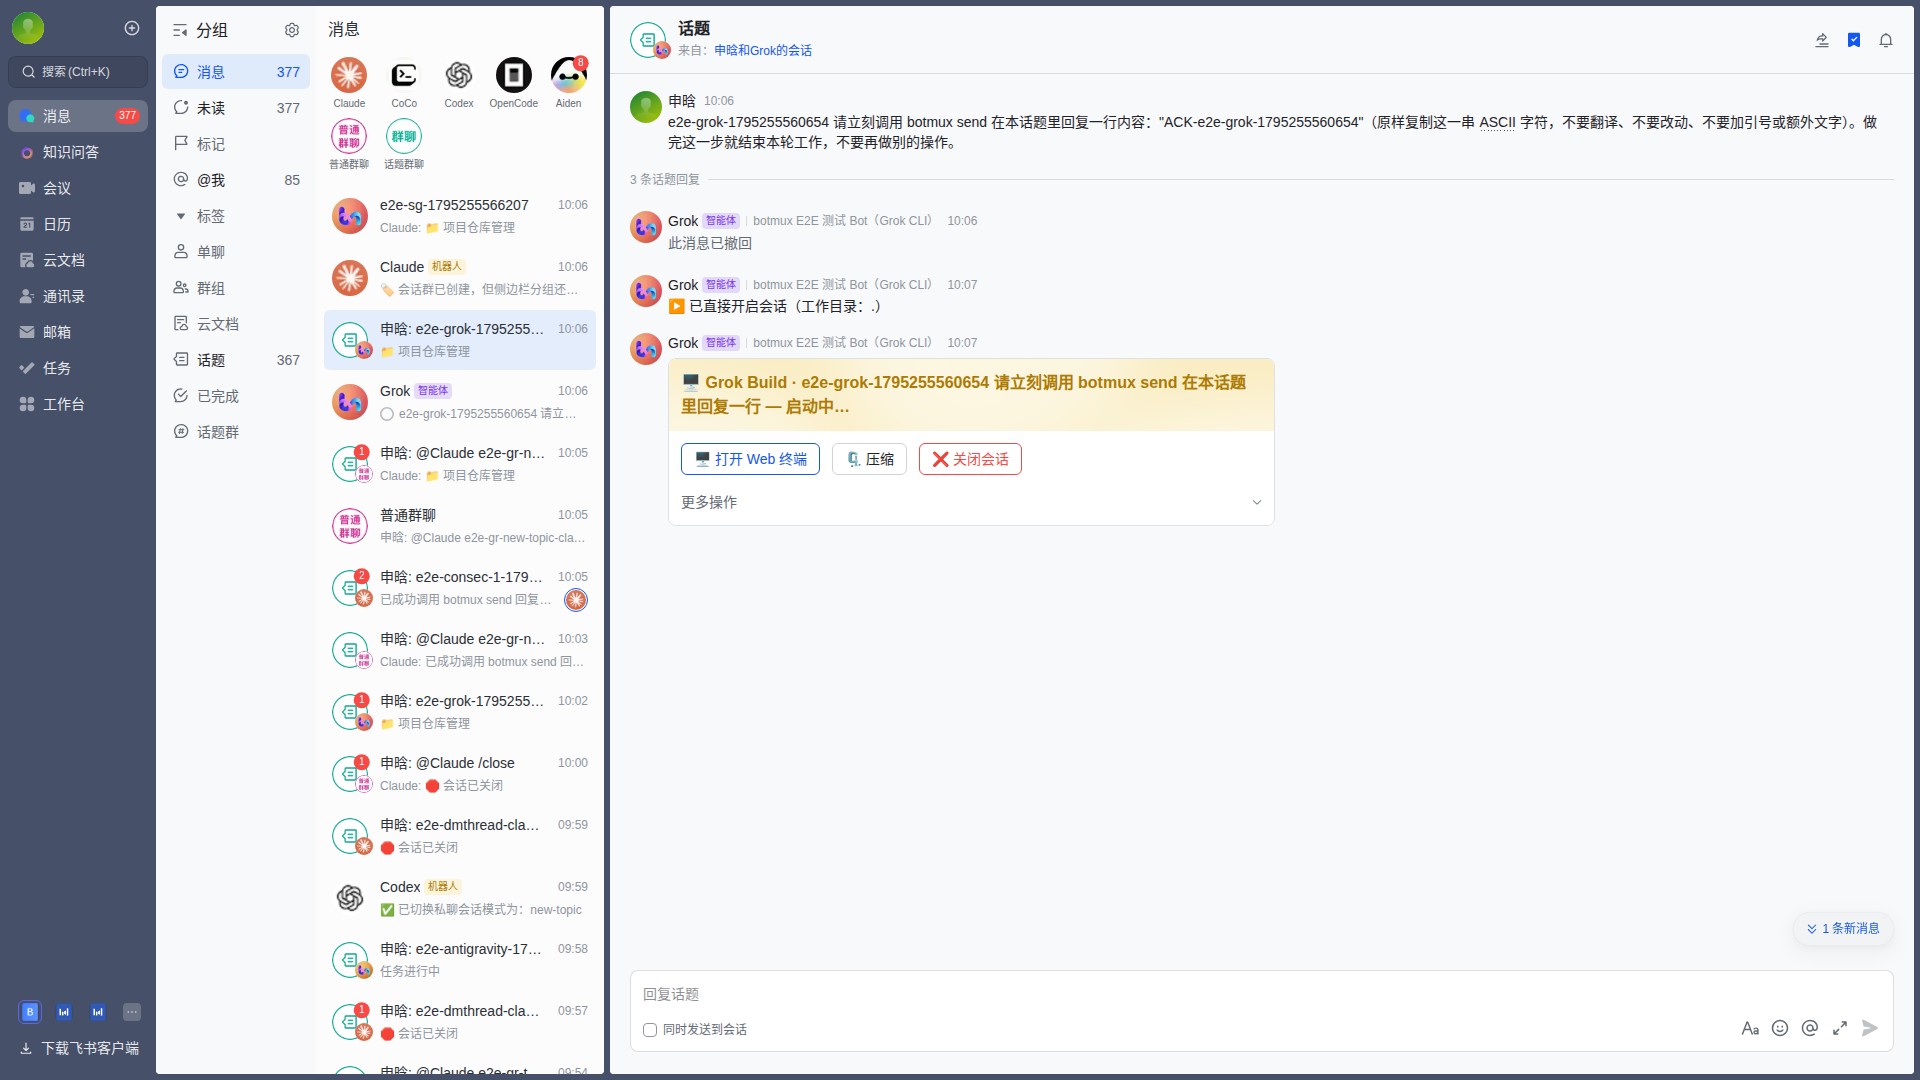 搜索 (Ctrl+K)
消息 377
知识问答
会议
日历
云文档
通讯录
邮箱
任务
工作台
下载飞书客户端
分组
消息 377
未读 377
标记
@我 85
标签
单聊
群组
云文档
话题 367
已完成
话题群
消息
Claude
CoCo
Codex
OpenCode
8
Aiden
普通群聊
普通群聊
群聊
话题群聊
e2e-sg-1795255566207 10:06
Claude: 📁 项目仓库管理
Claude 机器人 10:06
🏷️ 会话群已创建，但侧边栏分组还…
申晗: e2e-grok-1795255… 10:06
📁 项目仓库管理
Grok 智能体 10:06
e2e-grok-1795255560654 请立…
1
申晗: @Claude e2e-gr-n… 10:05
Claude: 📁 项目仓库管理
普通群聊 10:05
申晗: @Claude e2e-gr-new-topic-cla…
2
申晗: e2e-consec-1-179… 10:05
已成功调用 botmux send 回复…
申晗: @Claude e2e-gr-n… 10:03
Claude: 已成功调用 botmux send 回…
1
申晗: e2e-grok-1795255… 10:02
📁 项目仓库管理
1
申晗: @Claude /close 10:00
Claude: 🛑 会话已关闭
申晗: e2e-dmthread-cla… 09:59
🛑 会话已关闭
Codex 机器人 09:59
✅ 已切换私聊会话模式为：new-topic
申晗: e2e-antigravity-17… 09:58
任务进行中
1
申晗: e2e-dmthread-cla… 09:57
🛑 会话已关闭
申晗: @Claude e2e-gr-t… 09:54
话题
来自：申晗和Grok的会话
申晗 10:06
e2e-grok-1795255560654 请立刻调用 botmux send 在本话题里回复一行内容："ACK-e2e-grok-1795255560654"（原样复制这一串 ASCII 字符，不要翻译、不要改动、不要加引号或额外文字）。做
完这一步就结束本轮工作，不要再做别的操作。
3 条话题回复
Grok 智能体 botmux E2E 测试 Bot（Grok CLI） 10:06
此消息已撤回
Grok 智能体 botmux E2E 测试 Bot（Grok CLI） 10:07
▶️ 已直接开启会话（工作目录：.）
Grok 智能体 botmux E2E 测试 Bot（Grok CLI） 10:07
🖥️ Grok Build · e2e-grok-1795255560654 请立刻调用 botmux send 在本话题
里回复一行 — 启动中…
🖥️ 打开 Web 终端 🗜️ 压缩 ❌ 关闭会话
更多操作
1 条新消息
回复话题
同时发送到会话